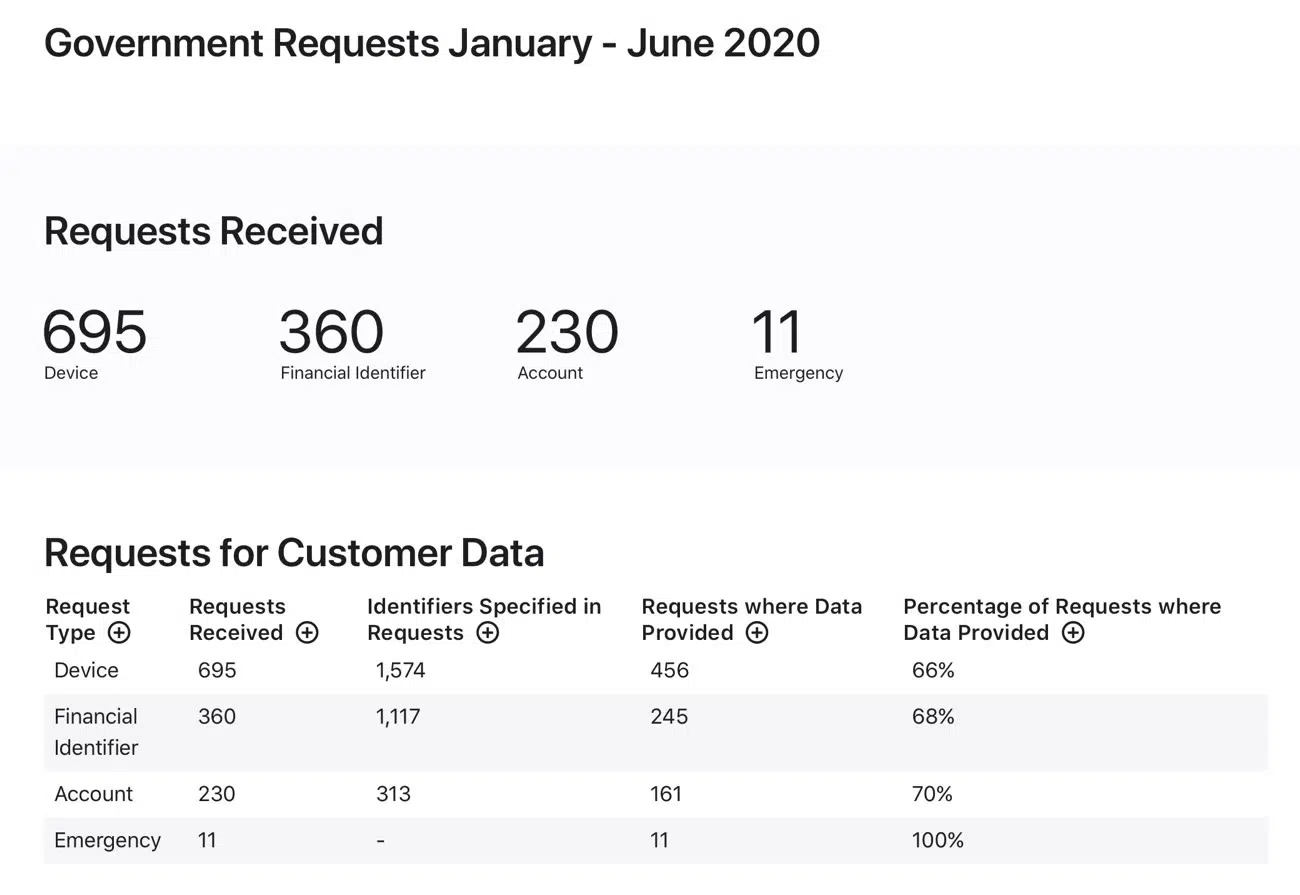 Government Requests January - June 2020
Requests Received
695 360 230 11
Device Financial Identifier Account Emergency
Requests for Customer Data
Request Requests Identifiers Specified in Requests where Data Percentage of Requests where
Type Received Requests Provided Data Provided
Device 695 1,574 456 66%
Financial 360 1,117 245 68%
Identifier
Account 230 313 161 70%
Emergency 11 - 11 100%